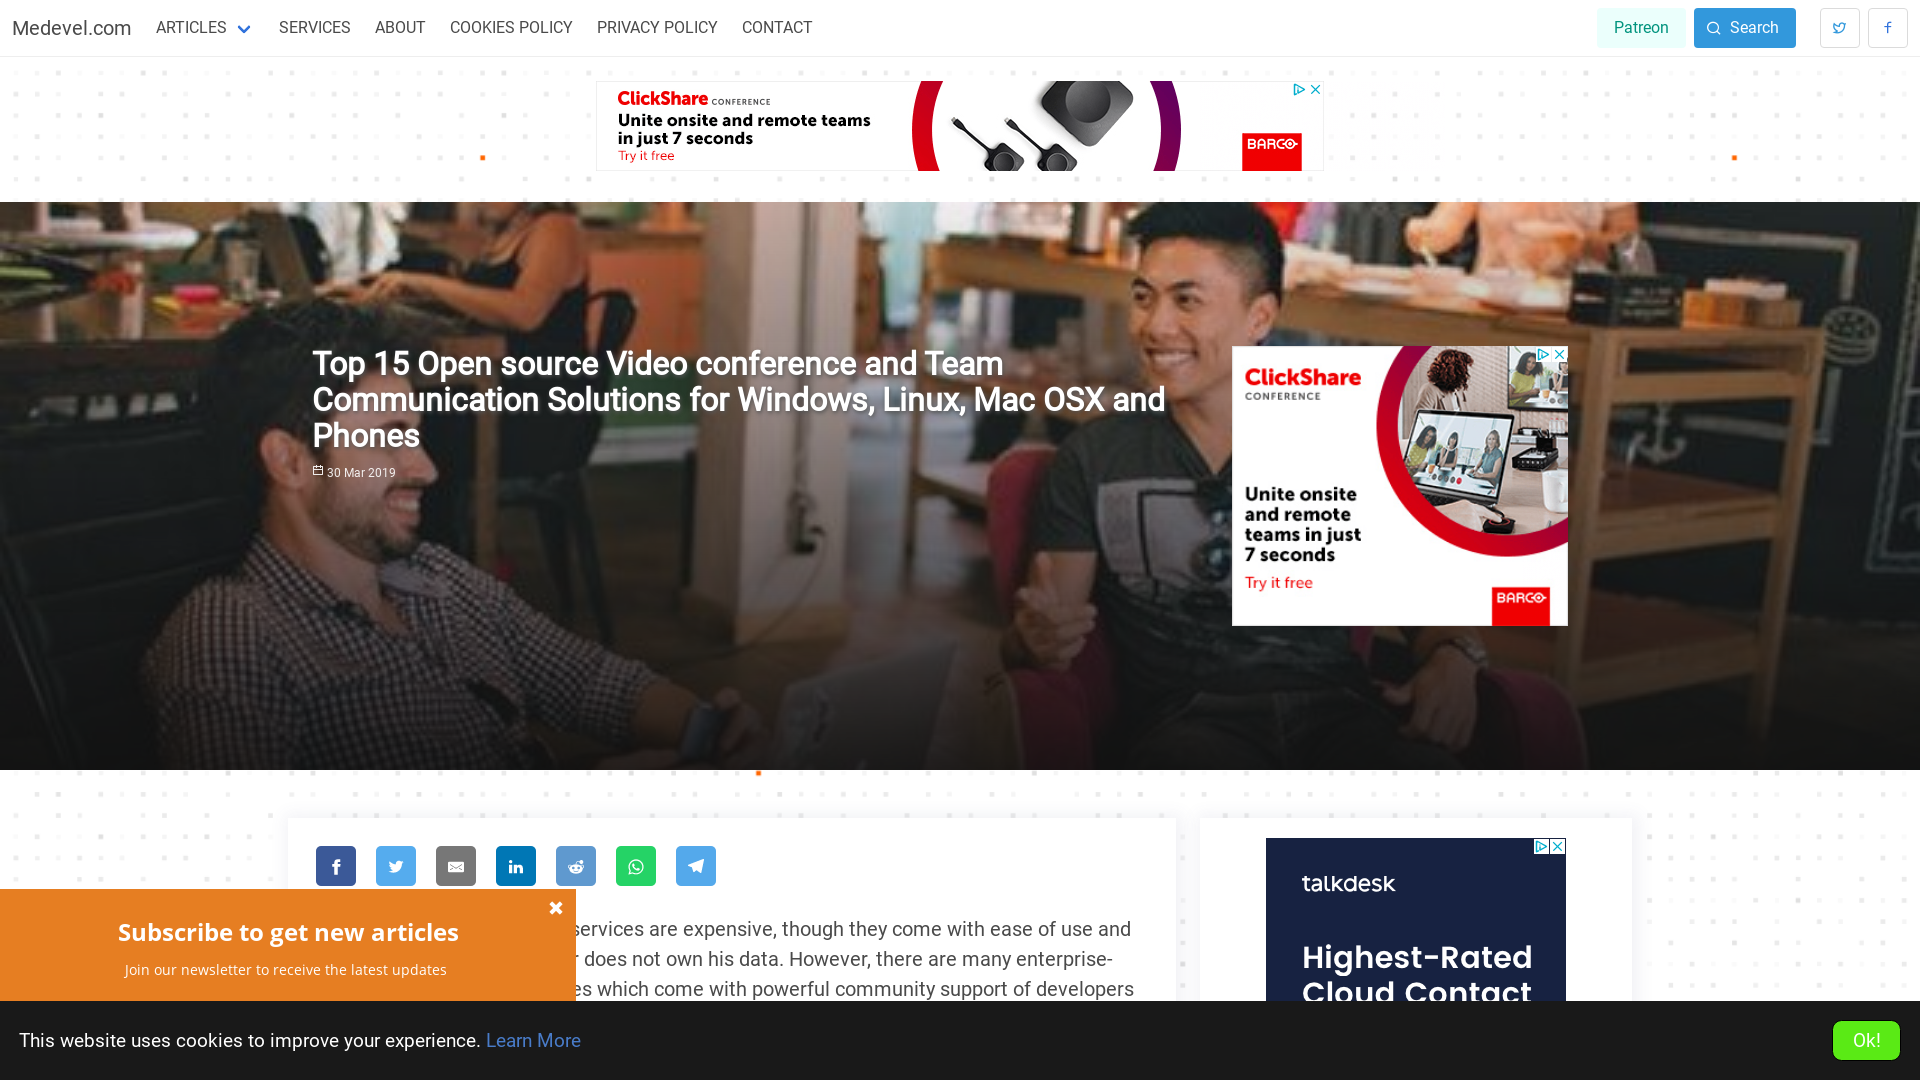 Medevel.com ARTICLES SERVICES ABOUT COOKIES POLICY PRIVACY POLICY CONTACT Patreon Search
ClickShare CONFERENCE
Unite onsite and remote teams
in just 7 seconds
Try it free
BARCO
Top 15 Open source Video conference and Team
Communication Solutions for Windows, Linux, Mac OSX and
Phones
30 Mar 2019
ClickShare
CONFERENCE
Unite onsite
and remote
teams in just
7 seconds
Try it free
BARCO
services are expensive, though they come with ease of use and
does not own his data. However, there are many enterprise-
which come with powerful community support of developers
talkdesk
Highest-Rated
Cloud Contact
Subscribe to get new articles
Join our newsletter to receive the latest updates
This website uses cookies to improve your experience. Learn More
Ok!